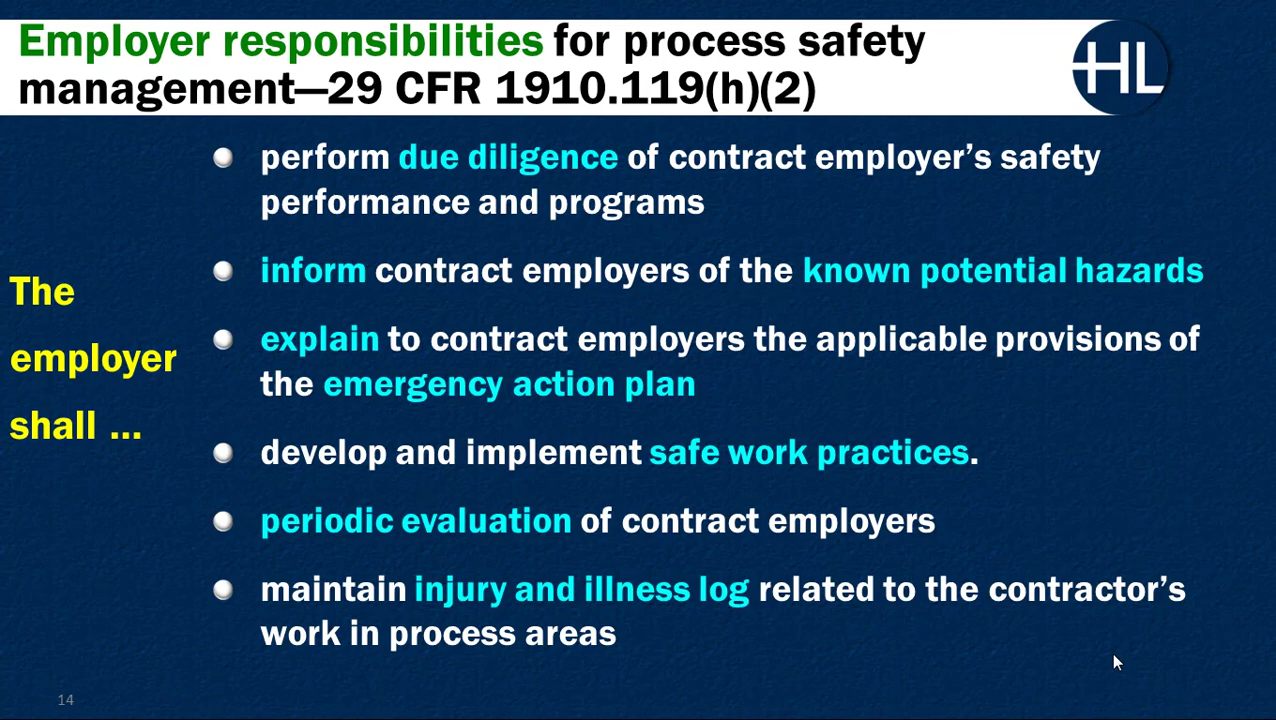 Employer responsibilities for process safety
management—29 CFR 1910.119(h)(2)
HL
The
employer
shall ...
perform due diligence of contract employer’s safety
performance and programs
inform contract employers of the known potential hazards
explain to contract employers the applicable provisions of
the emergency action plan
develop and implement safe work practices.
periodic evaluation of contract employers
maintain injury and illness log related to the contractor’s
work in process areas
14